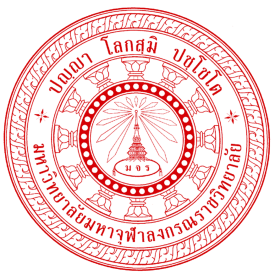 ปญฺญา โลกสฺมิ ปชฺโชโต
ม จ ร
มหาวิทยาลัยมหาจุฬาลงกรณราชวิทยาลัย